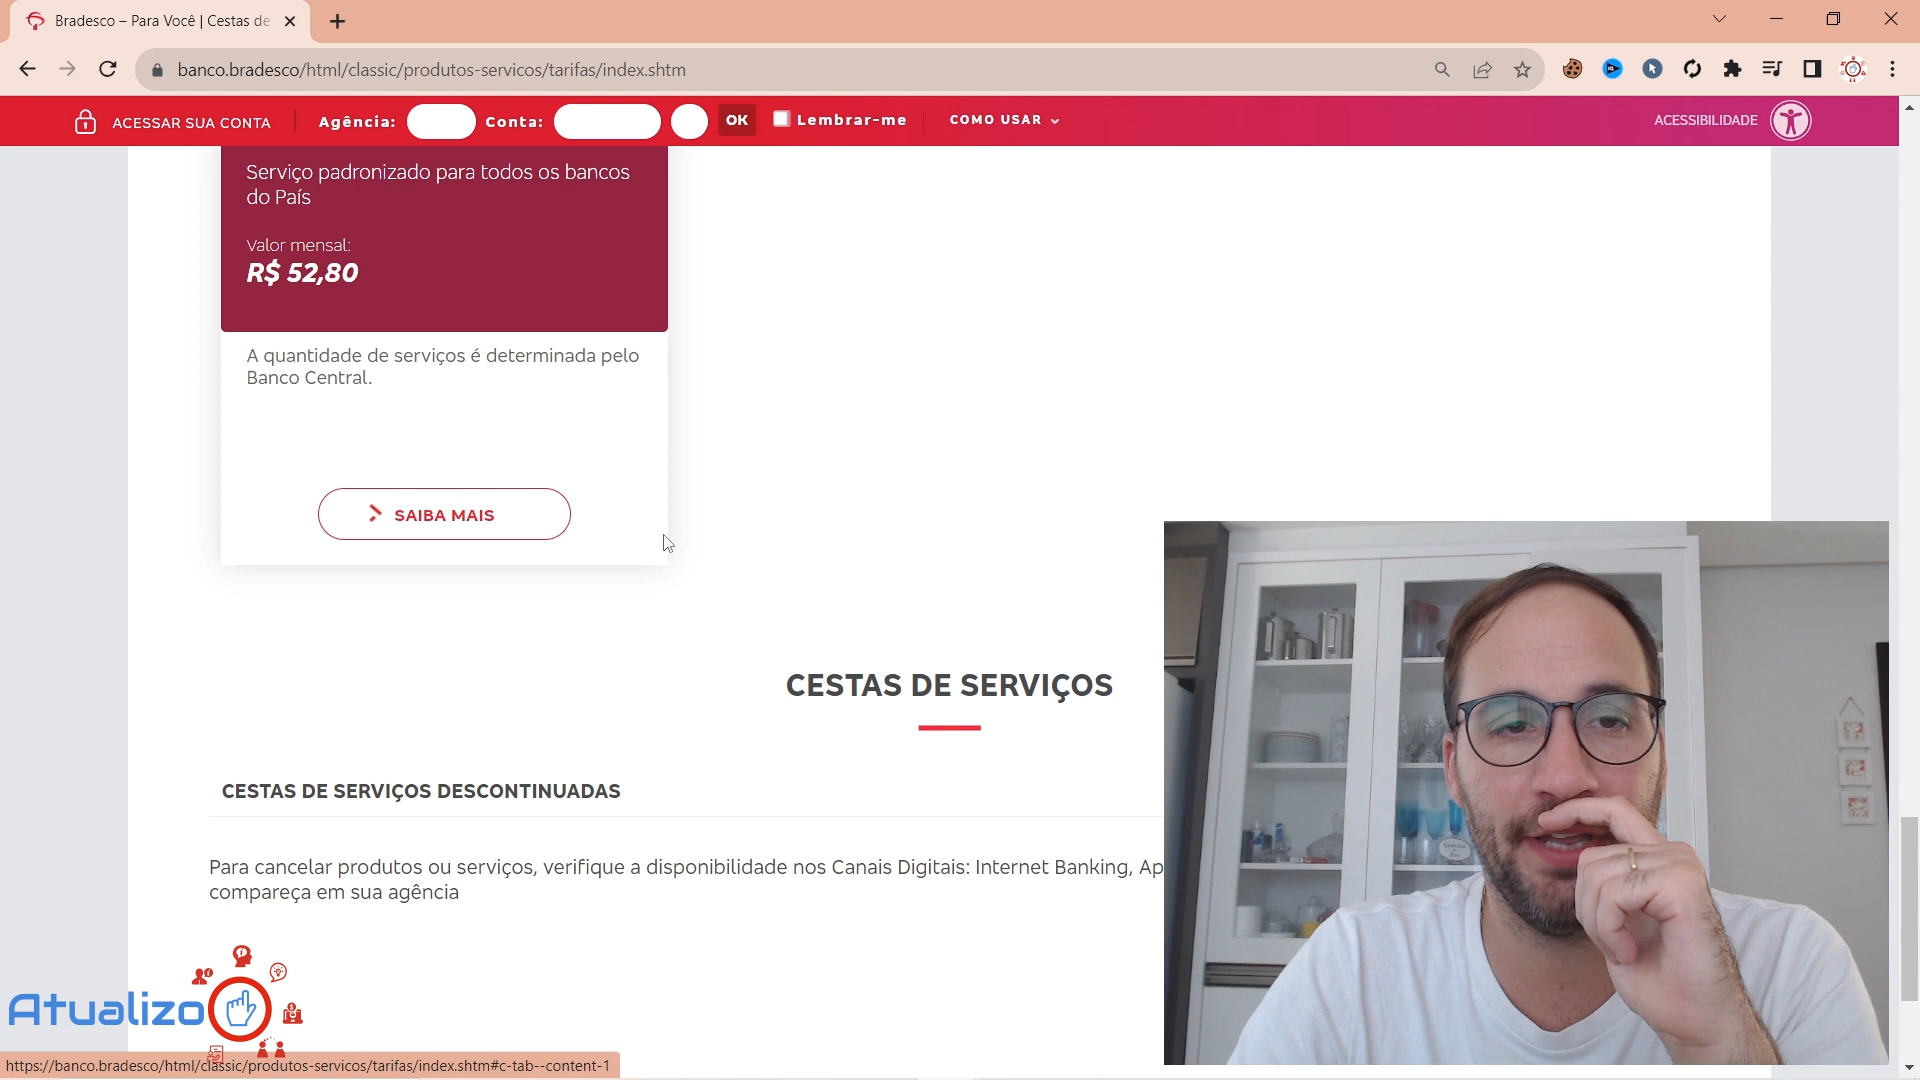 Bradesco – Para Você | Cestas de
banco.bradesco/html/classic/produtos-servicos/tarifas/index.shtm
ACESSAR SUA CONTA
Agência:
Conta:
OK
Lembrar-me
COMO USAR
ACESSIBILIDADE
Serviço padronizado para todos os bancos
do País
Valor mensal:
R$ 52,80
A quantidade de serviços é determinada pelo
Banco Central.
SAIBA MAIS
CESTAS DE SERVIÇOS
CESTAS DE SERVIÇOS DESCONTINUADAS
Para cancelar produtos ou serviços, verifique a disponibilidade nos Canais Digitais: Internet Banking, Ap
compareça em sua agência
Atualizo
https://banco.bradesco/html/classic/produtos-servicos/tarifas/index.shtm#c-tab--content-1